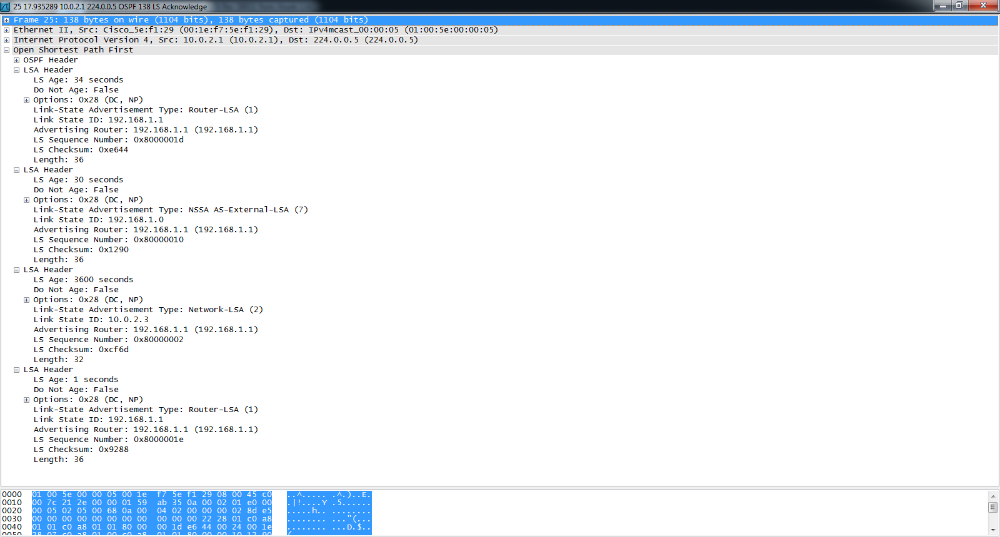 25 17.935289 10.0.2.1 224.0.0.5 OSPF 138 LS Acknowledge
Frame 25: 138 bytes on wire (1104 bits), 138 bytes captured (1104 bits)
Ethernet II, Src: Cisco_5e:f1:29 (00:1e:f7:5e:f1:29), Dst: IPv4mcast_00:00:05 (01:00:5e:00:00:05)
Internet Protocol Version 4, Src: 10.0.2.1 (10.0.2.1), Dst: 224.0.0.5 (224.0.0.5)
Open Shortest Path First
OSPF Header
LSA Header
LS Age: 34 seconds
Do Not Age: False
Options: 0x28 (DC, NP)
Link-State Advertisement Type: Router-LSA (1)
Link State ID: 192.168.1.1
Advertising Router: 192.168.1.1 (192.168.1.1)
LS Sequence Number: 0x8000001d
LS Checksum: 0xe644
Length: 36
LSA Header
LS Age: 30 seconds
Do Not Age: False
Options: 0x28 (DC, NP)
Link-State Advertisement Type: NSSA AS-External-LSA (7)
Link State ID: 192.168.1.0
Advertising Router: 192.168.1.1 (192.168.1.1)
LS Sequence Number: 0x80000010
LS Checksum: 0x1290
Length: 36
LSA Header
LS Age: 3600 seconds
Do Not Age: False
Options: 0x28 (DC, NP)
Link-State Advertisement Type: Network-LSA (2)
Link State ID: 10.0.2.3
Advertising Router: 192.168.1.1 (192.168.1.1)
LS Sequence Number: 0x80000002
LS Checksum: 0xcf6d
Length: 32
LSA Header
LS Age: 1 seconds
Do Not Age: False
Options: 0x28 (DC, NP)
Link-State Advertisement Type: Router-LSA (1)
Link State ID: 192.168.1.1
Advertising Router: 192.168.1.1 (192.168.1.1)
LS Sequence Number: 0x8000001e
LS Checksum: 0x9288
Length: 36
0000 01 00 5e 00 00 05 00 1e f7 5e f1 29 08 00 45 c0 ..^..... .^.)..E.
0010 00 7c 21 2e 00 00 01 59 ab 35 0a 00 02 01 e0 00 .|!....Y .5......
0020 00 05 02 05 00 68 0a 00 04 02 00 00 00 02 8d e5 .....h.. ........
0030 00 00 00 00 00 00 00 00 00 00 00 22 28 01 c0 a8 ........ ..."(...
0040 01 01 c0 a8 01 01 80 00 00 1d e6 44 00 24 00 1e ........ ...D.$..
0050 28 07 c0 a8 01 00 c0 a8 01 01 80 00 00 10 12 90